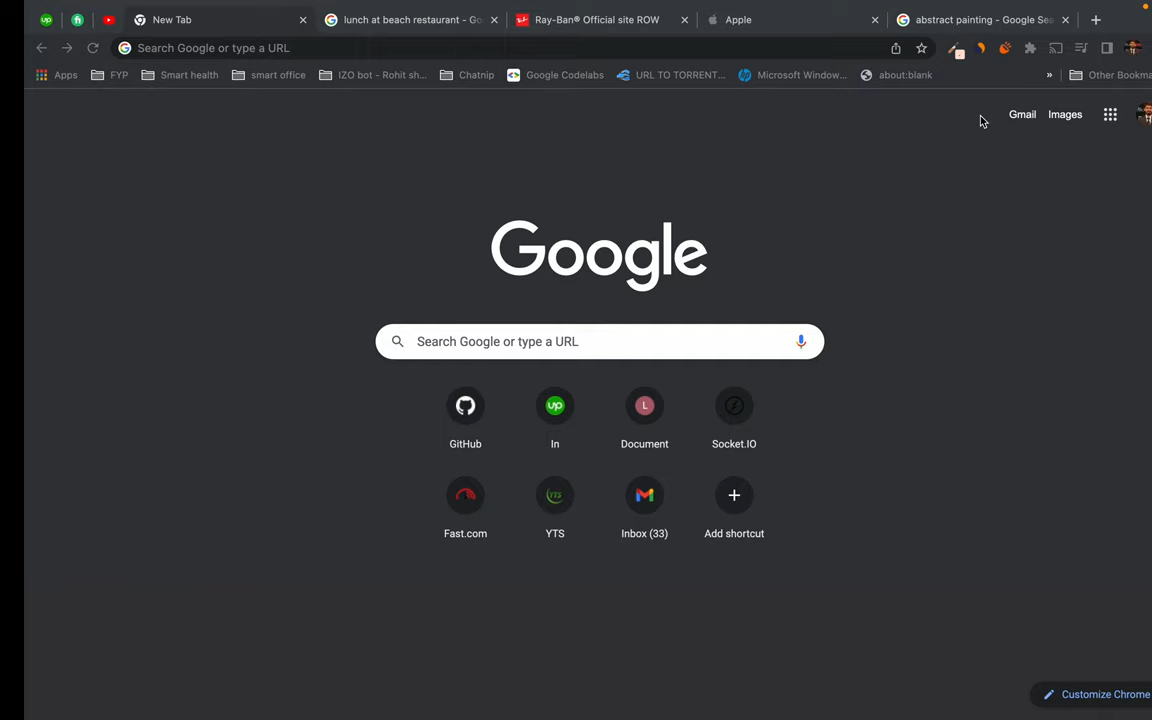 New Tab
lunch at beach restaurant - Go
Ray-Ban® Official site ROW
Apple
abstract painting - Google Sea
Search Google or type a URL
Apps
FYP
Smart health
smart office
IZO bot - Rohit sh...
Chatnip
Google Codelabs
URL TO TORRENT...
Microsoft Window...
about:blank
»
Other Bookma
Gmail
Images
Google
Search Google or type a URL
up
L
GitHub
In
Document
Socket.IO
YTS
Fast.com
YTS
Inbox (33)
Add shortcut
Customize Chrome